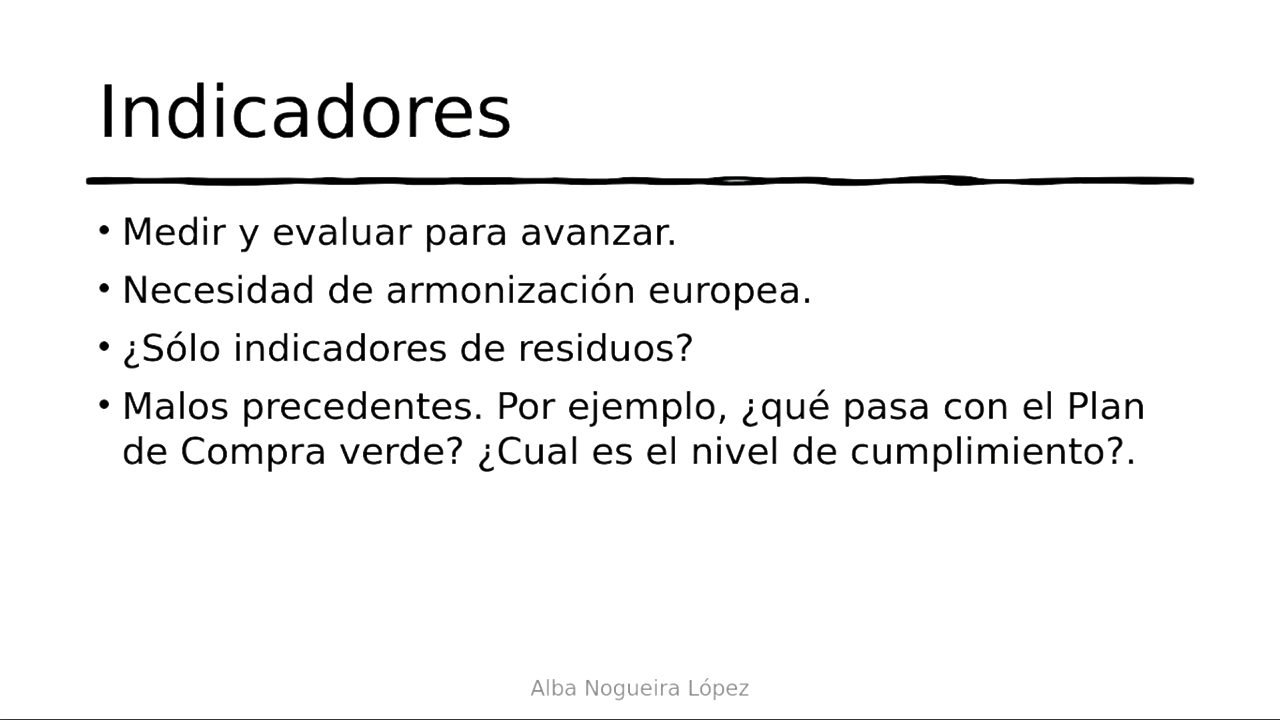 Indicadores
• Medir y evaluar para avanzar.
• Necesidad de armonización europea.
• ¿Sólo indicadores de residuos?
• Malos precedentes. Por ejemplo, ¿qué pasa con el Plan
de Compra verde? ¿Cual es el nivel de cumplimiento?.
Alba Nogueira López